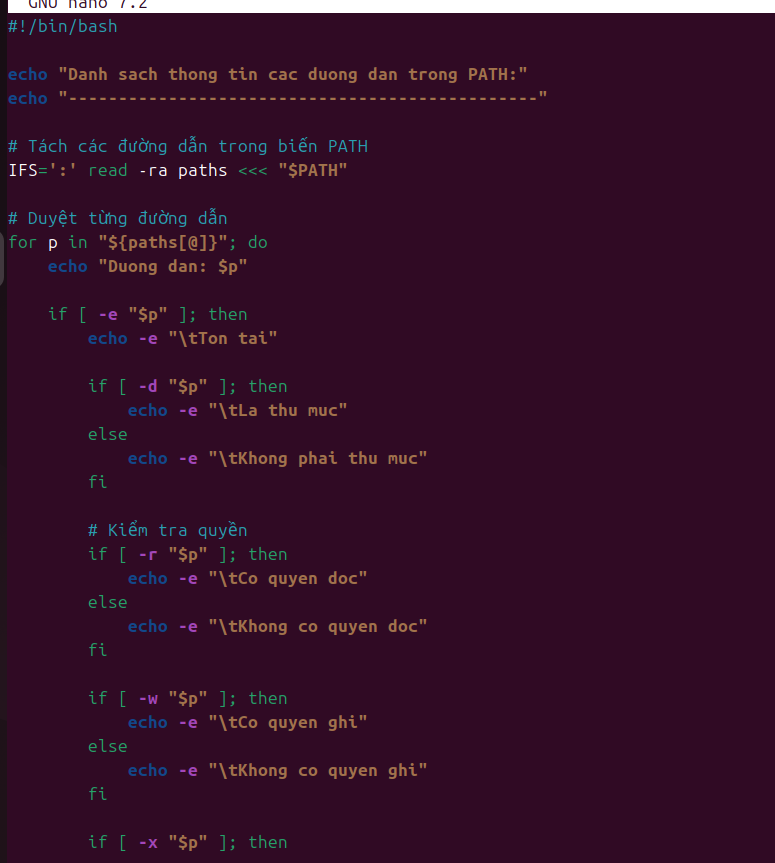 GNU nano 7.2
#!/bin/bash

echo "Danh sach thong tin cac duong dan trong PATH:"
echo "-----------------------------------------------"

# Tách các đường dẫn trong biến PATH
IFS=':' read -ra paths <<< "$PATH"

# Duyệt từng đường dẫn
for p in "${paths[@]}"; do
    echo "Duong dan: $p"

    if [ -e "$p" ]; then
        echo -e "\tTon tai"

        if [ -d "$p" ]; then
            echo -e "\tLa thu muc"
        else
            echo -e "\tKhong phai thu muc"
        fi

        # Kiểm tra quyền
        if [ -r "$p" ]; then
            echo -e "\tCo quyen doc"
        else
            echo -e "\tKhong co quyen doc"
        fi

        if [ -w "$p" ]; then
            echo -e "\tCo quyen ghi"
        else
            echo -e "\tKhong co quyen ghi"
        fi

        if [ -x "$p" ]; then